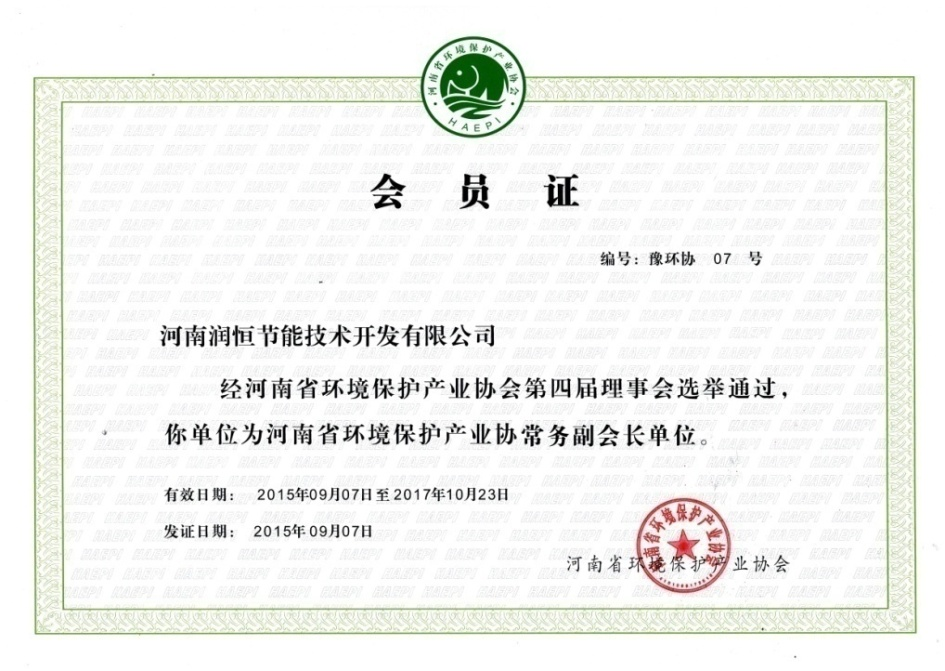 河南省环境保护产业协会
HAEPI
会员证
编号：豫环协 07 号
河南润恒节能技术开发有限公司
经河南省环境保护产业协会第四届理事会选举通过，
你单位为河南省环境保护产业协常务副会长单位。
有效日期： 2015年09月07日至2017年10月23日
发证日期： 2015年09月07日
河南省环境保护产业协会
河南省环境保护产业协会